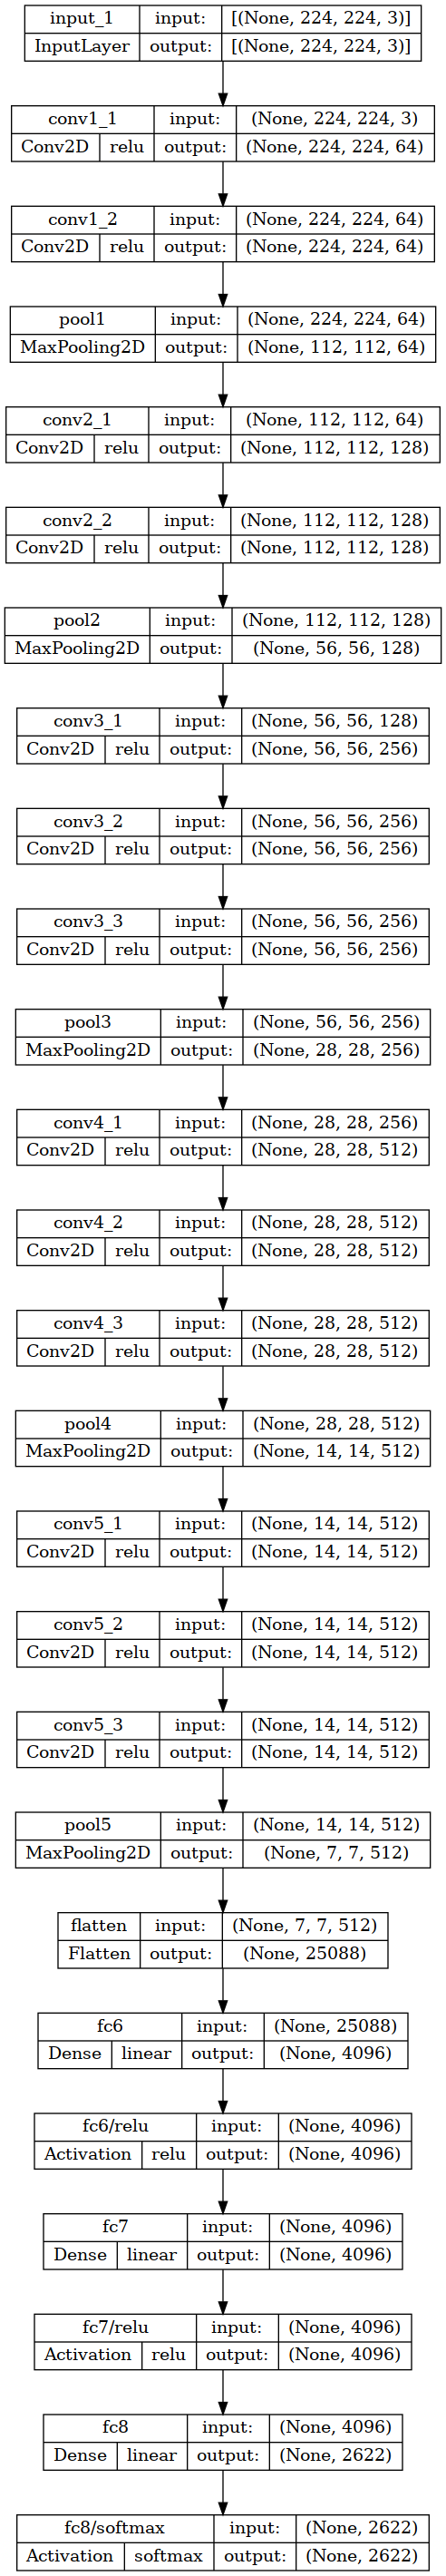 input_1 input: [(None, 224, 224, 3)]
InputLayer output: [(None, 224, 224, 3)]
conv1_1 input: (None, 224, 224, 3)
Conv2D relu output: (None, 224, 224, 64)
conv1_2 input: (None, 224, 224, 64)
Conv2D relu output: (None, 224, 224, 64)
pool1 input: (None, 224, 224, 64)
MaxPooling2D output: (None, 112, 112, 64)
conv2_1 input: (None, 112, 112, 64)
Conv2D relu output: (None, 112, 112, 128)
conv2_2 input: (None, 112, 112, 128)
Conv2D relu output: (None, 112, 112, 128)
pool2 input: (None, 112, 112, 128)
MaxPooling2D output: (None, 56, 56, 128)
conv3_1 input: (None, 56, 56, 128)
Conv2D relu output: (None, 56, 56, 256)
conv3_2 input: (None, 56, 56, 256)
Conv2D relu output: (None, 56, 56, 256)
conv3_3 input: (None, 56, 56, 256)
Conv2D relu output: (None, 56, 56, 256)
pool3 input: (None, 56, 56, 256)
MaxPooling2D output: (None, 28, 28, 256)
conv4_1 input: (None, 28, 28, 256)
Conv2D relu output: (None, 28, 28, 512)
conv4_2 input: (None, 28, 28, 512)
Conv2D relu output: (None, 28, 28, 512)
conv4_3 input: (None, 28, 28, 512)
Conv2D relu output: (None, 28, 28, 512)
pool4 input: (None, 28, 28, 512)
MaxPooling2D output: (None, 14, 14, 512)
conv5_1 input: (None, 14, 14, 512)
Conv2D relu output: (None, 14, 14, 512)
conv5_2 input: (None, 14, 14, 512)
Conv2D relu output: (None, 14, 14, 512)
conv5_3 input: (None, 14, 14, 512)
Conv2D relu output: (None, 14, 14, 512)
pool5 input: (None, 14, 14, 512)
MaxPooling2D output: (None, 7, 7, 512)
flatten input: (None, 7, 7, 512)
Flatten output: (None, 25088)
fc6 input: (None, 25088)
Dense linear output: (None, 4096)
fc6/relu input: (None, 4096)
Activation relu output: (None, 4096)
fc7 input: (None, 4096)
Dense linear output: (None, 4096)
fc7/relu input: (None, 4096)
Activation relu output: (None, 4096)
fc8 input: (None, 4096)
Dense linear output: (None, 2622)
fc8/softmax input: (None, 2622)
Activation softmax output: (None, 2622)